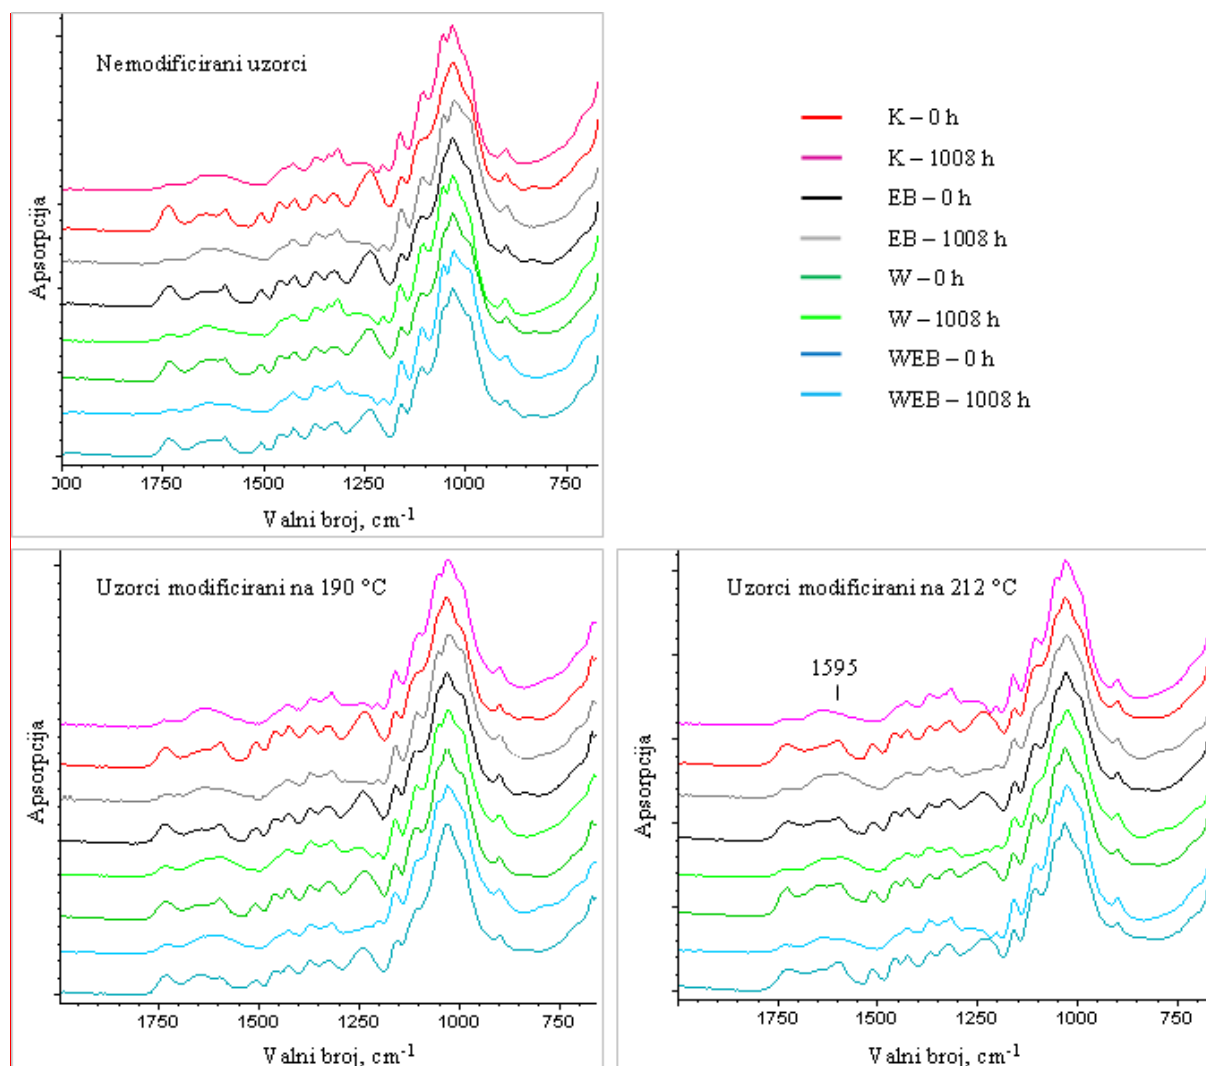 Nemodificirani uzorci
Apsorpcija
000 1750 1500 1250 1000 750
Valni broj, cm⁻¹
K – 0 h
K – 1008 h
EB – 0 h
EB – 1008 h
W – 0 h
W – 1008 h
WEB – 0 h
WEB – 1008 h
Uzorci modificirani na 190 °C
Apsorpcija
1750 1500 1250 1000 750
Valni broj, cm⁻¹
Uzorci modificirani na 212 °C
1595
Apsorpcija
1750 1500 1250 1000 750
Valni broj, cm⁻¹